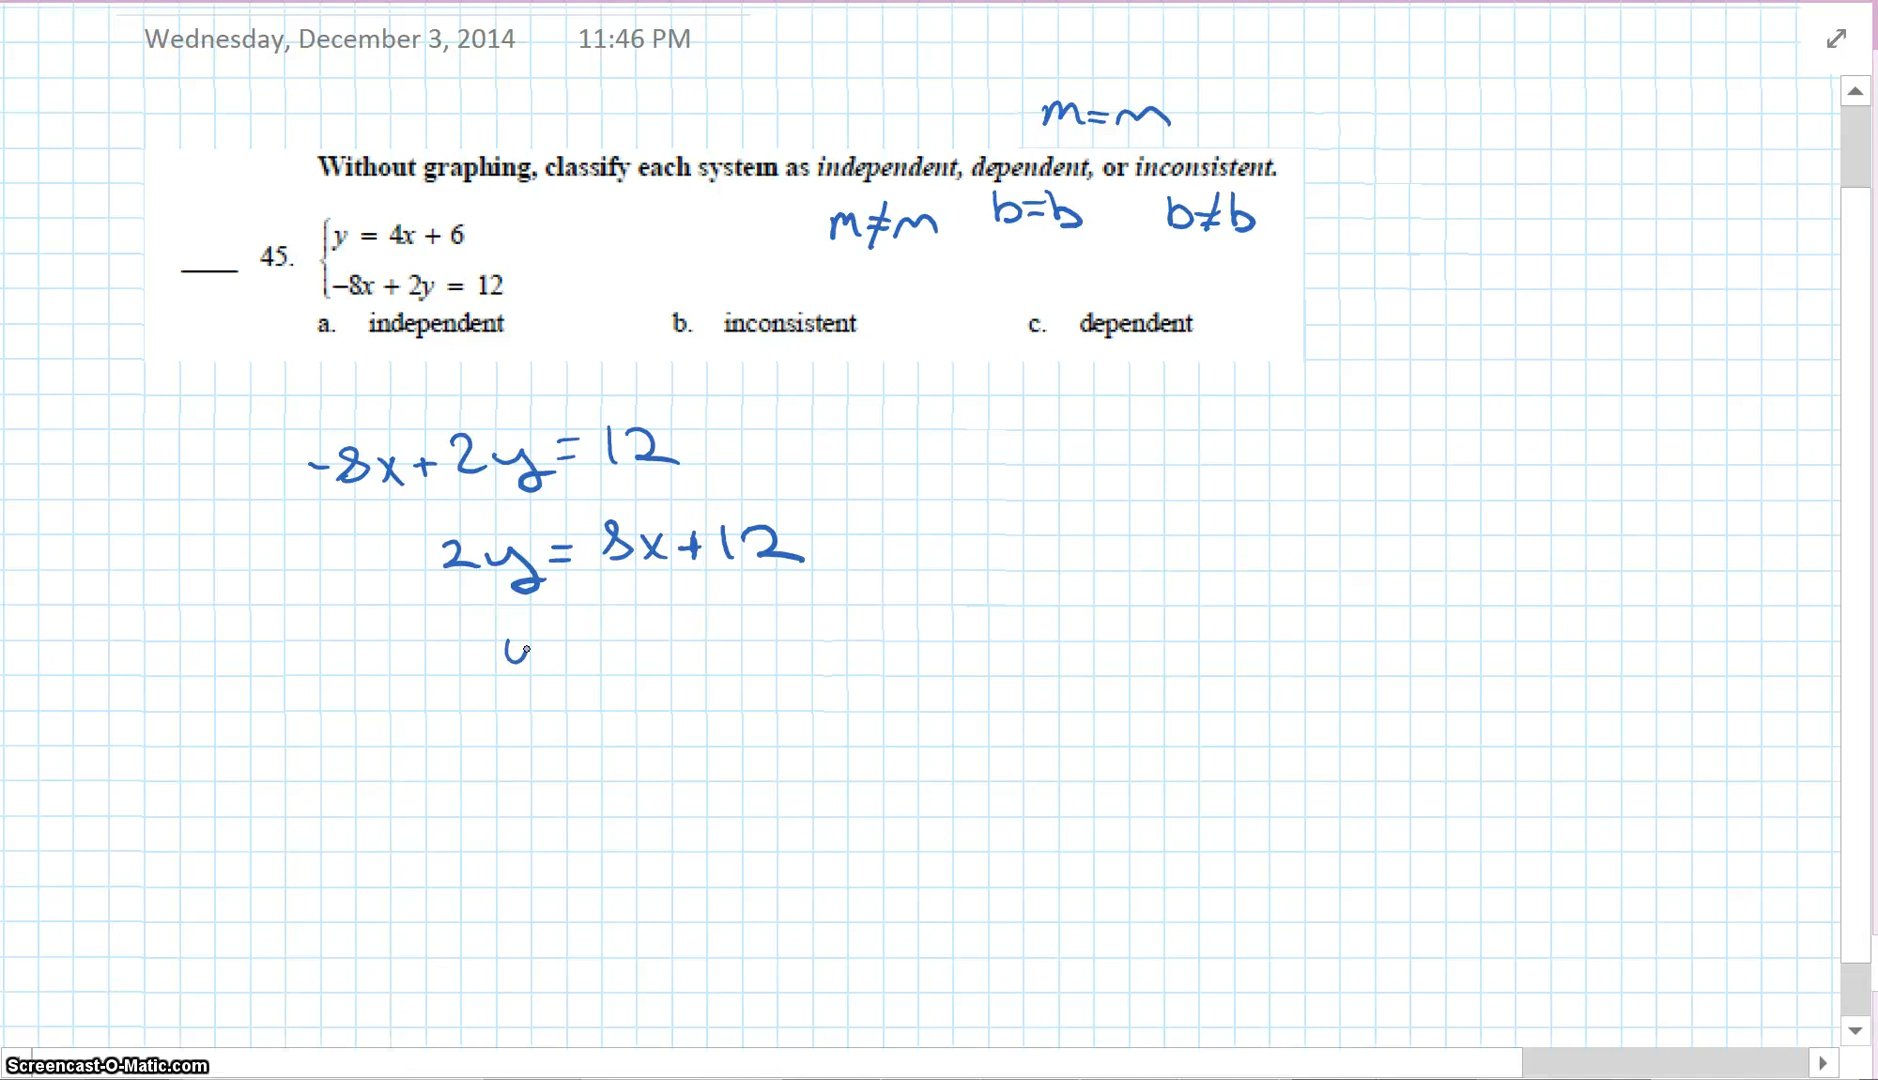 Wednesday, December 3, 2014 11:46 PM
m=m
Without graphing, classify each system as independent, dependent, or inconsistent.
m≠m b=b b≠b
____ 45. y = 4x + 6
−8x + 2y = 12
a. independent b. inconsistent c. dependent
-8x+2y=12
2y=8x+12
Screencast-O-Matic.com